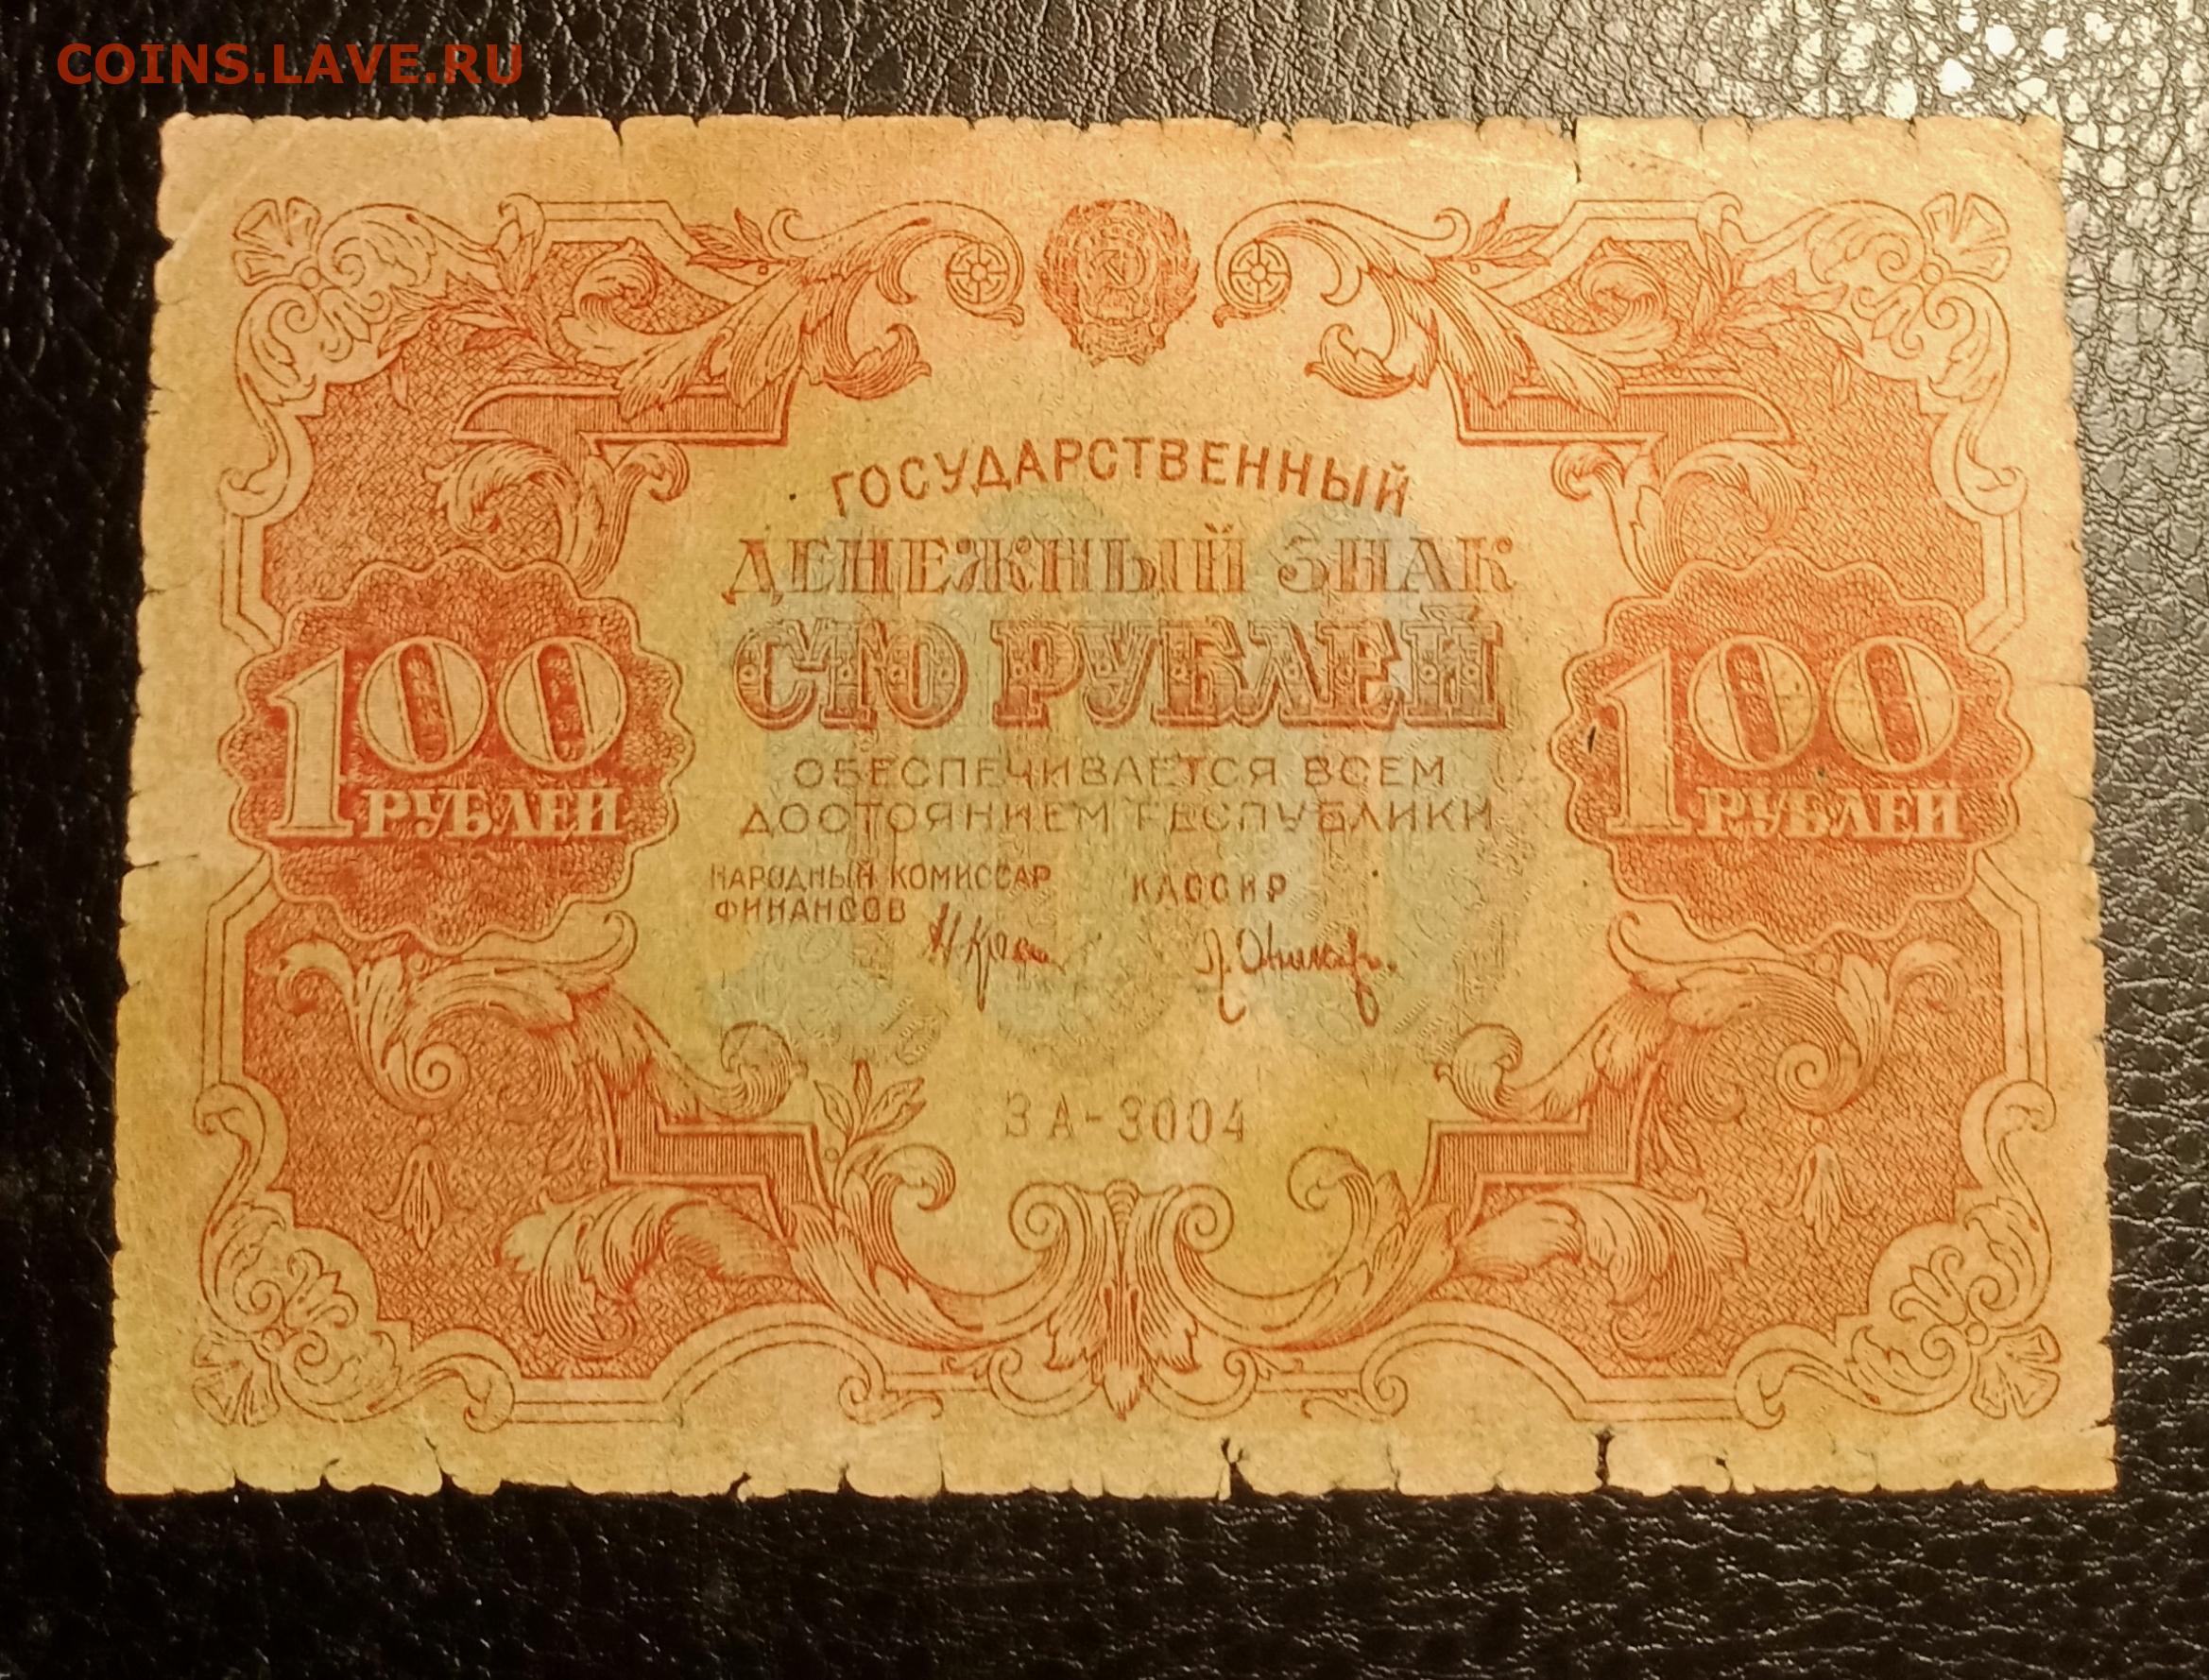 COINS.LAVE.RU
ГОСУДАРСТВЕННЫЙ
ДЕНЕЖНЫЙ ЗНАК
СТО РУБЛЕЙ
100
РУБЛЕЙ
100
РУБЛЕЙ
ОБЕСПЕЧИВАЕТСЯ ВСЕМ
ДОСТОЯНИЕМ РЕСПУБЛИКИ
НАРОДНЫЙ КОМИССАР
ФИНАНСОВ
КАССИР
ЗА-3004